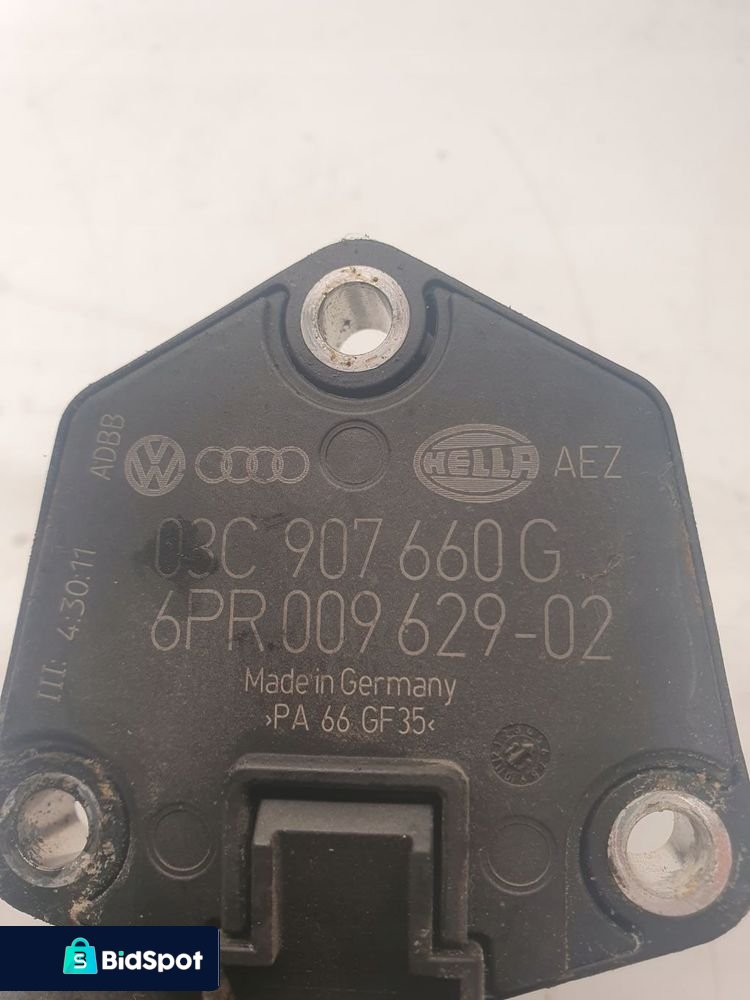 ADBB
HELLA AEZ
03C 907 660 G
6PR.009 629-02
III: 4:30:11
Made in Germany
›PA 66 GF35‹
BidSpot